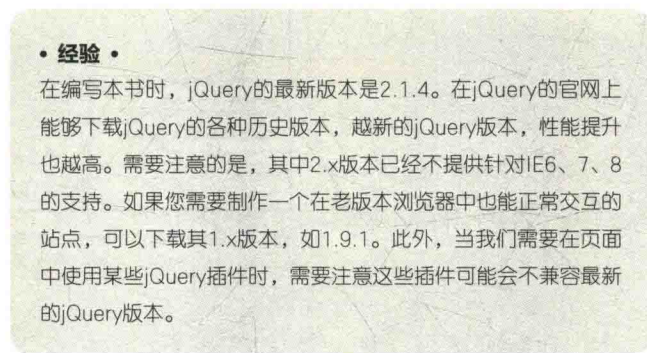 • 经验 •
在编写本书时，jQuery的最新版本是2.1.4。在jQuery的官网上
能够下载jQuery的各种历史版本，越新的jQuery版本，性能提升
也越高。需要注意的是，其中2.x版本已经不提供针对IE6、7、8
的支持。如果您需要制作一个在老版本浏览器中也能正常交互的
站点，可以下载其1.x版本，如1.9.1。此外，当我们需要在页面
中使用某些jQuery插件时，需要注意这些插件可能会不兼容最新
的jQuery版本。